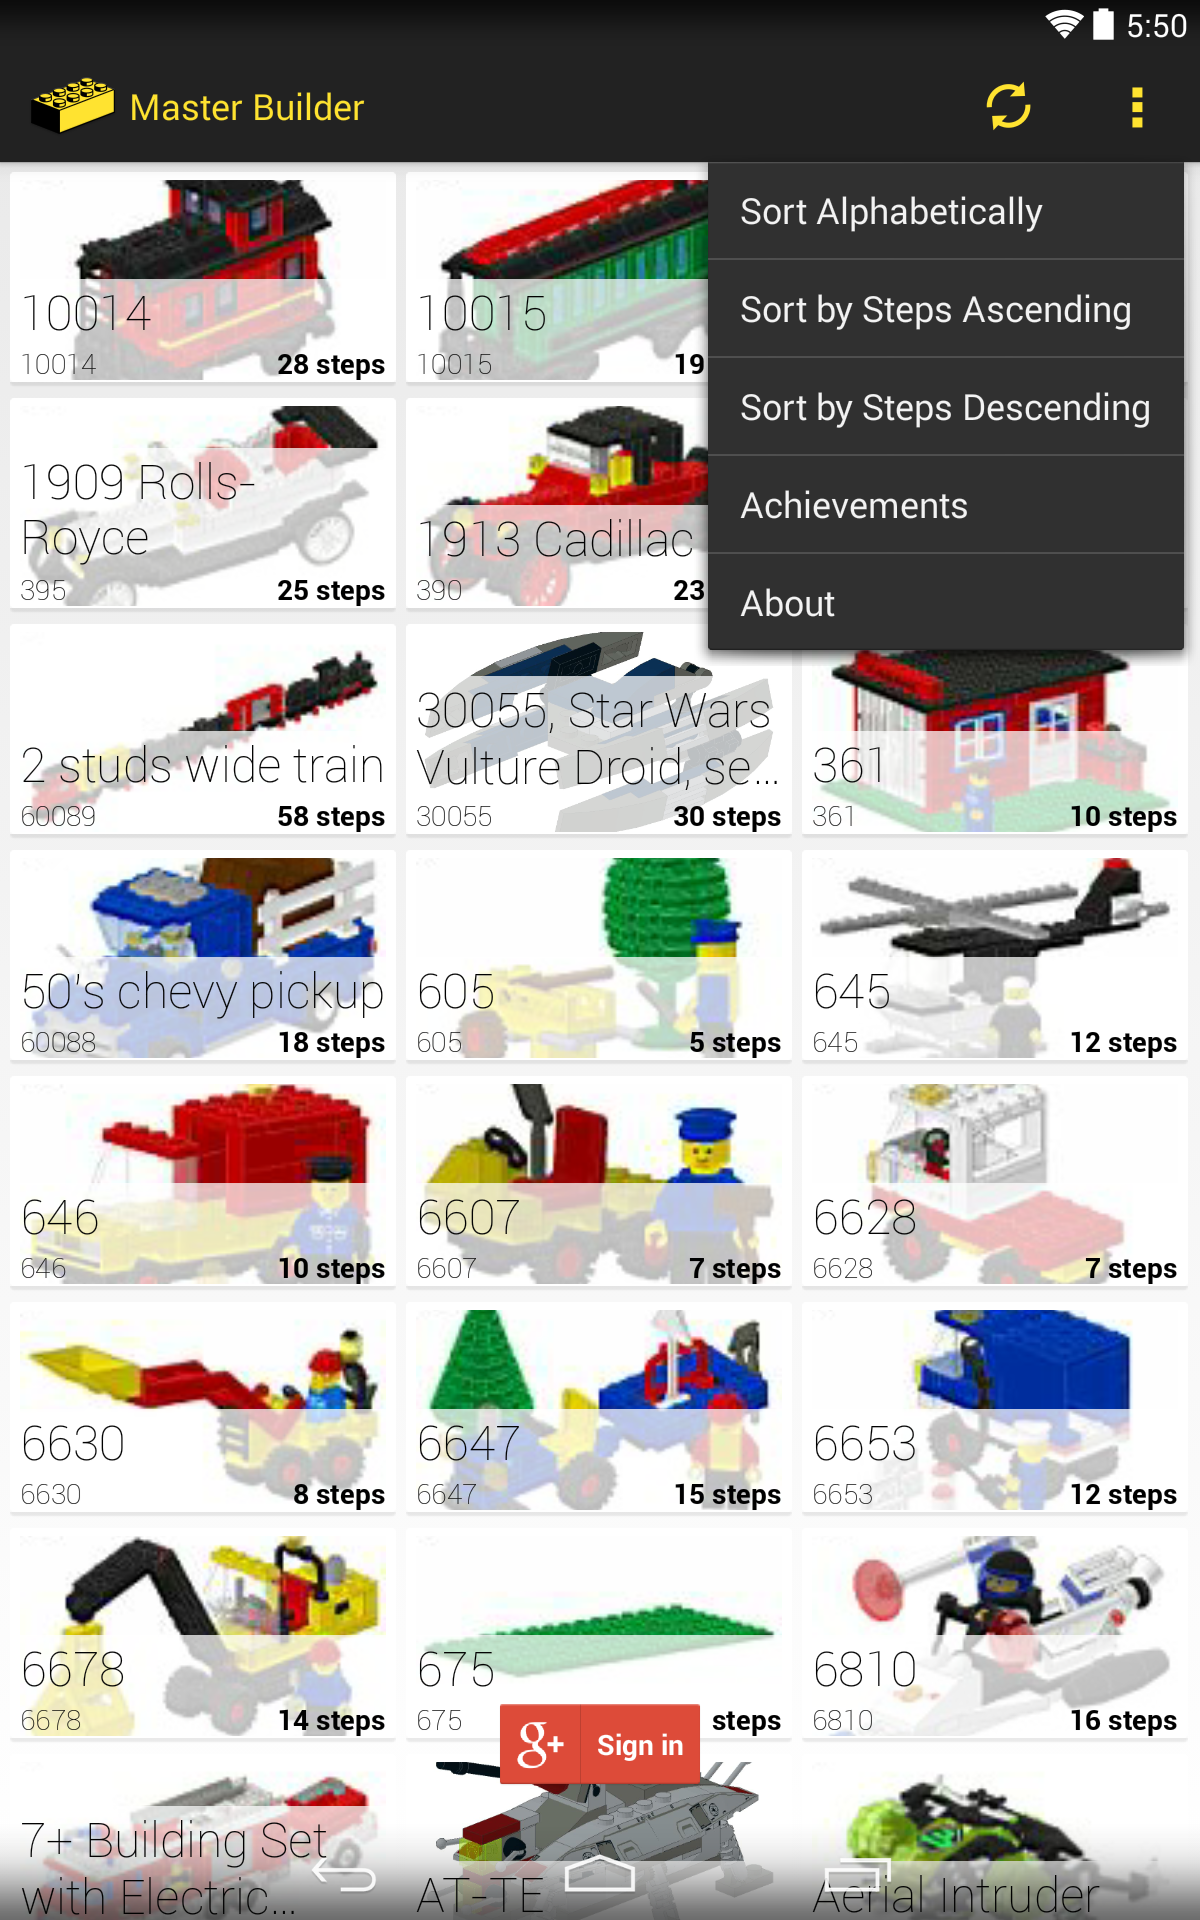 5:50
Master Builder
Sort Alphabetically
Sort by Steps Ascending
Sort by Steps Descending
Achievements
About
10014
10014 28 steps
10015
10015 19
1909 Rolls-
Royce
395 25 steps
1913 Cadillac
390 23
2 studs wide train
60089 58 steps
30055, Star Wars
Vulture Droid, se...
30055 30 steps
361
361 10 steps
50's chevy pickup
60088 18 steps
605
605 5 steps
645
645 12 steps
646
646 10 steps
6607
6607 7 steps
6628
6628 7 steps
6630
6630 8 steps
6647
6647 15 steps
6653
6653 12 steps
6678
6678 14 steps
675
675 steps
6810
6810 16 steps
g+ Sign in
7+ Building Set
with Electric...
AT-TE
Aerial Intruder